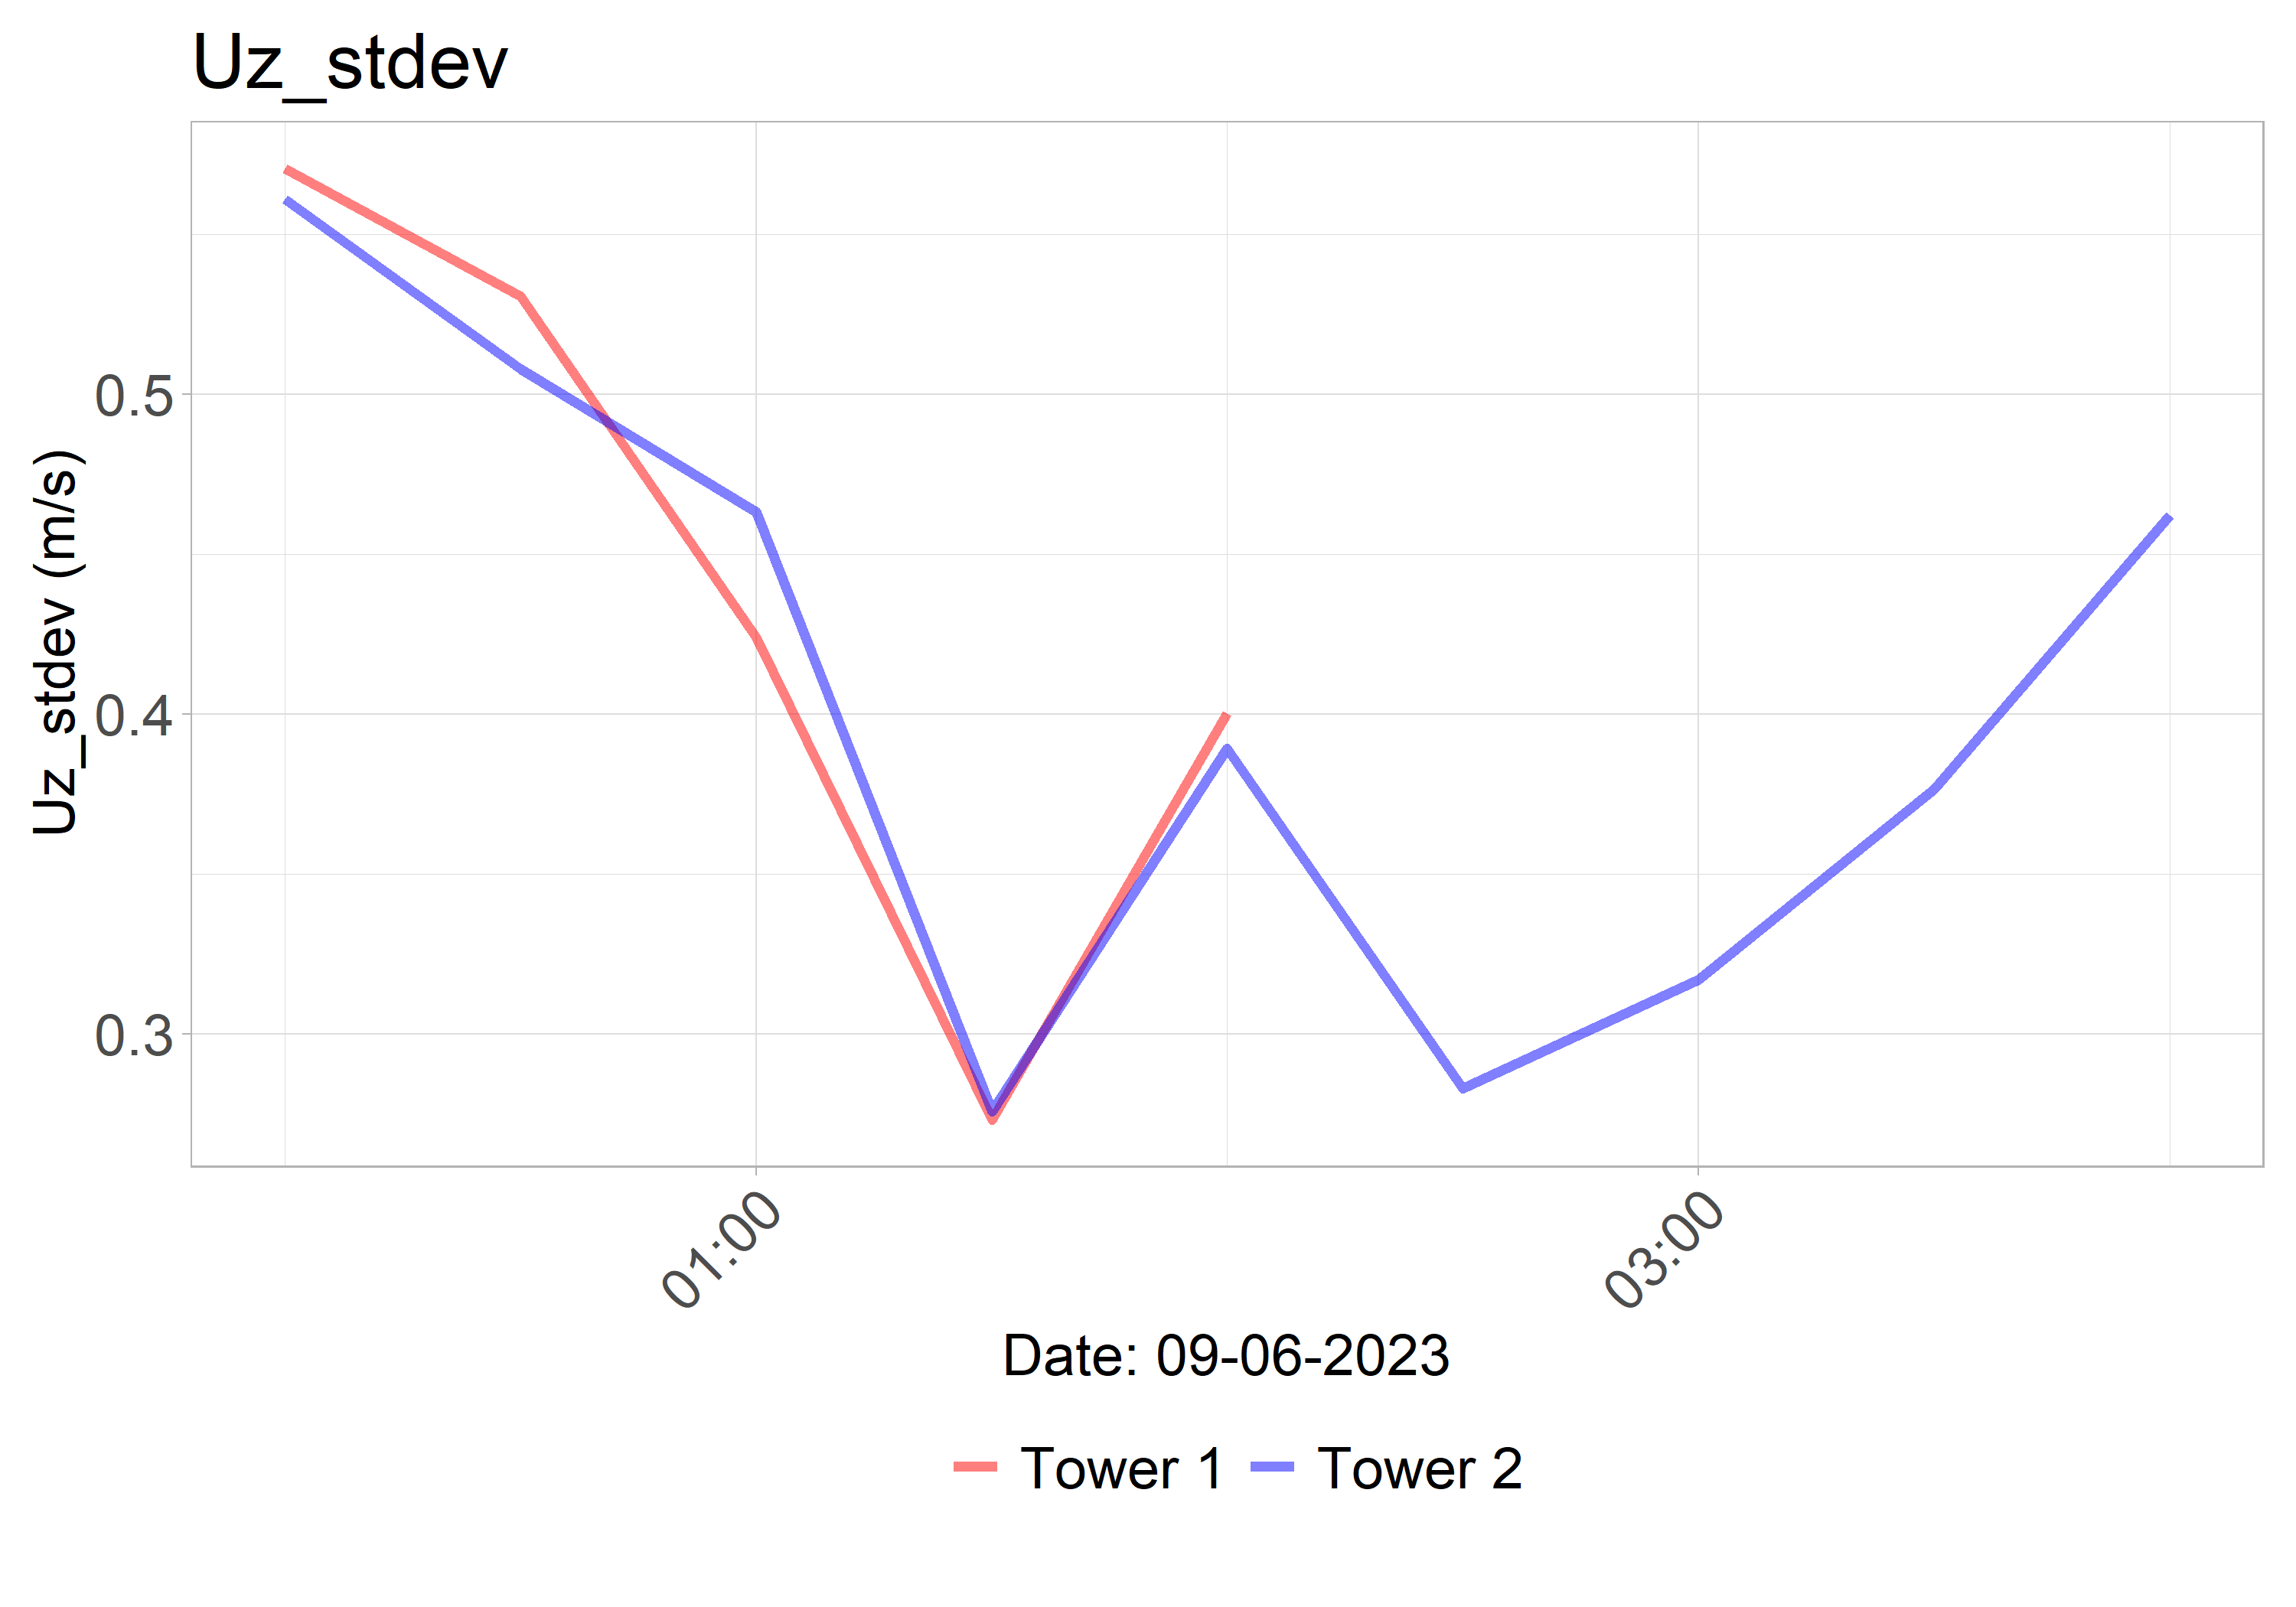 Uz_stdev
Uz_stdev (m/s)
0.5
0.4
0.3
01:00
03:00
Date: 09-06-2023
Tower 1
Tower 2